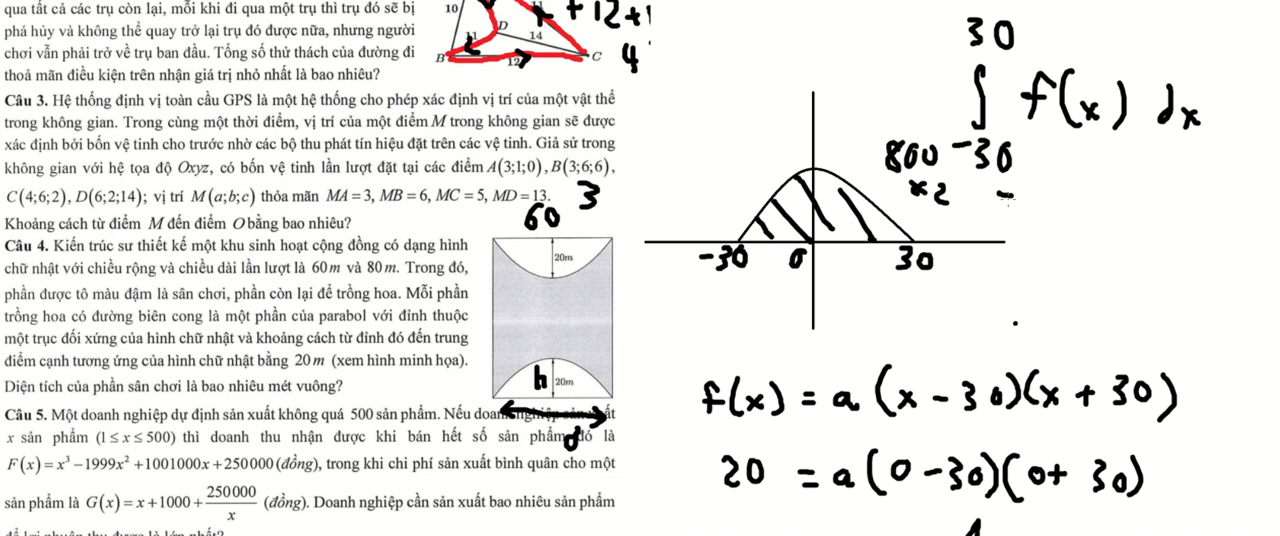 qua tất cả các trụ còn lại, mỗi khi đi qua một trụ thì trụ đó sẽ bị
phá hủy và không thể quay trở lại trụ đó được nữa, nhưng người
chơi vẫn phải trở về trụ ban đầu. Tổng số thử thách của đường đi
thoả mãn điều kiện trên nhận giá trị nhỏ nhất là bao nhiêu?
10
D
11
14
B
12
C
+12+
4
Câu 3. Hệ thống định vị toàn cầu GPS là một hệ thống cho phép xác định vị trí của một vật thể
trong không gian. Trong cùng một thời điểm, vị trí của một điểm M trong không gian sẽ được
xác định bởi bốn vệ tinh cho trước nhờ các bộ thu phát tín hiệu đặt trên các vệ tinh. Giả sử trong
không gian với hệ tọa độ Oxyz, có bốn vệ tinh lần lượt đặt tại các điểm A(3;1;0), B(3;6;6),
C(4;6;2), D(6;2;14); vị trí M(a;b;c) thỏa mãn MA = 3, MB = 6, MC = 5, MD = 13.
3
Khoảng cách từ điểm M đến điểm O bằng bao nhiêu?
60
Câu 4. Kiến trúc sư thiết kế một khu sinh hoạt cộng đồng có dạng hình
chữ nhật với chiều rộng và chiều dài lần lượt là 60m và 80m. Trong đó,
phần được tô màu đậm là sân chơi, phần còn lại để trồng hoa. Mỗi phần
trồng hoa có đường biên cong là một phần của parabol với đỉnh thuộc
một trục đối xứng của hình chữ nhật và khoảng cách từ đỉnh đó đến trung
điểm cạnh tương ứng của hình chữ nhật bằng 20m (xem hình minh họa).
Diện tích của phần sân chơi là bao nhiêu mét vuông?
20m
h
20m
d
Câu 5. Một doanh nghiệp dự định sản xuất không quá 500 sản phẩm. Nếu doanh nghiệp sản xuất
x sản phẩm (1 ≤ x ≤ 500) thì doanh thu nhận được khi bán hết số sản phẩm đó là
F(x) = x³ − 1999x² + 1001000x + 250000 (đồng), trong khi chi phí sản xuất bình quân cho một
sản phẩm là G(x) = x + 1000 + 250000/x (đồng). Doanh nghiệp cần sản xuất bao nhiêu sản phẩm
để lợi nhuận thu được là lớn nhất?
30
∫ f(x) dx
-30
800
x2
=
-30
0
30
f(x) = a(x - 30)(x + 30)
20 = a(0-30)(0+ 30)